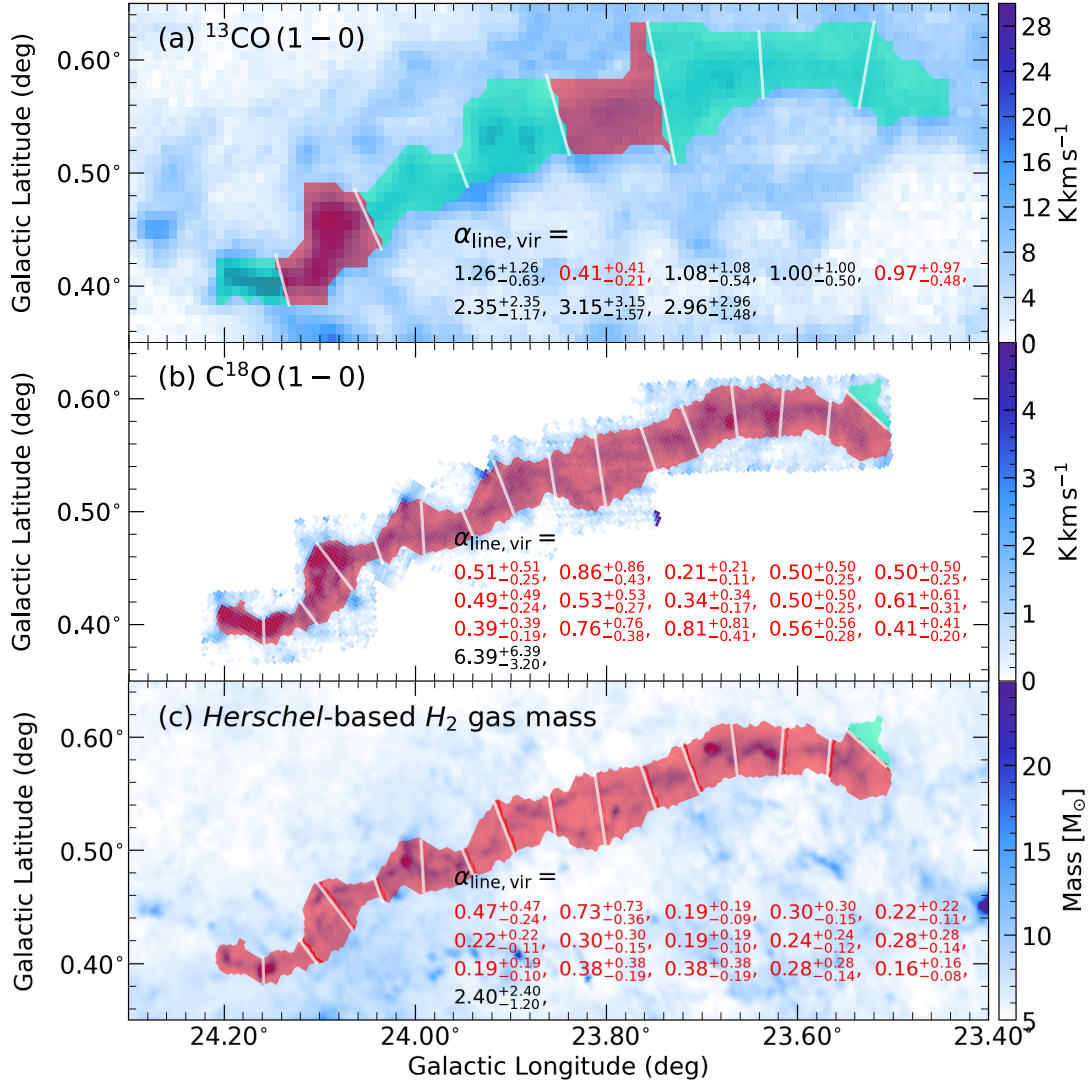 (a) ¹³CO (1 − 0)
Galactic Latitude (deg)
0.60°
0.50°
0.40°
α_line, vir =
1.26^{+1.26}_{−0.63}, 0.41^{+0.41}_{−0.21}, 1.08^{+1.08}_{−0.54}, 1.00^{+1.00}_{−0.50}, 0.97^{+0.97}_{−0.48}
2.35^{+2.35}_{−1.17}, 3.15^{+3.15}_{−1.57}, 2.96^{+2.96}_{−1.48},
28
24
20
16
12
8
4
0
K km s⁻¹
(b) C¹⁸O (1 − 0)
Galactic Latitude (deg)
0.60°
0.50°
0.40°
α_line, vir =
0.51^{+0.51}_{−0.25}, 0.86^{+0.86}_{−0.43}, 0.21^{+0.21}_{−0.11}, 0.50^{+0.50}_{−0.25}, 0.50^{+0.50}_{−0.25},
0.49^{+0.49}_{−0.24}, 0.53^{+0.53}_{−0.27}, 0.34^{+0.34}_{−0.17}, 0.50^{+0.50}_{−0.25}, 0.61^{+0.61}_{−0.31},
0.39^{+0.39}_{−0.19}, 0.76^{+0.76}_{−0.38}, 0.81^{+0.81}_{−0.41}, 0.56^{+0.56}_{−0.28}, 0.41^{+0.41}_{−0.20},
6.39^{+6.39}_{−3.20},
4
2
0
K km s⁻¹
(c) Herschel-based H₂ gas mass
Galactic Latitude (deg)
0.60°
0.50°
0.40°
α_line, vir =
0.47^{+0.47}_{−0.24}, 0.73^{+0.73}_{−0.36}, 0.19^{+0.19}_{−0.09}, 0.30^{+0.30}_{−0.15}, 0.22^{+0.22}_{−0.11},
0.22^{+0.22}_{−0.11}, 0.30^{+0.30}_{−0.15}, 0.19^{+0.19}_{−0.10}, 0.24^{+0.24}_{−0.12}, 0.28^{+0.28}_{−0.14},
0.19^{+0.19}_{−0.10}, 0.38^{+0.38}_{−0.19}, 0.38^{+0.38}_{−0.19}, 0.28^{+0.28}_{−0.14}, 0.16^{+0.16}_{−0.08},
2.40^{+2.40}_{−1.20},
20
15
10
5
Mass [M⊙]
24.20° 24.00° 23.80° 23.60° 23.40°
Galactic Longitude (deg)